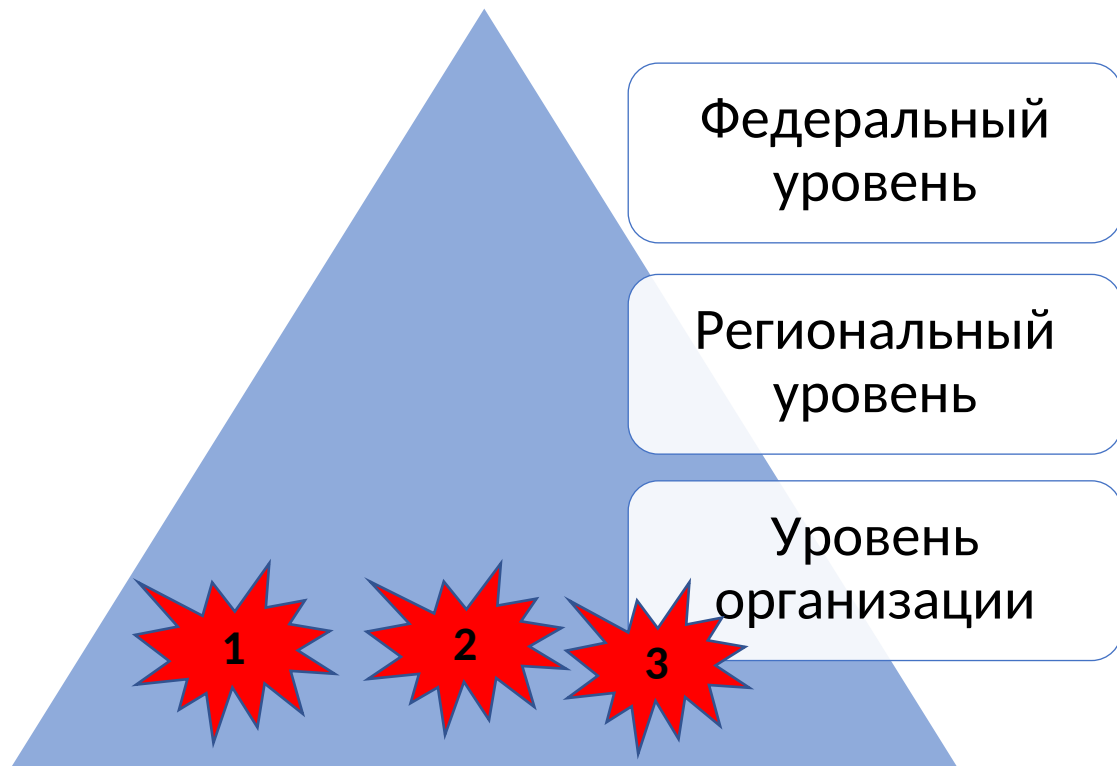 Федеральный
уровень
Региональный
уровень
Уровень
организации
1
2
3